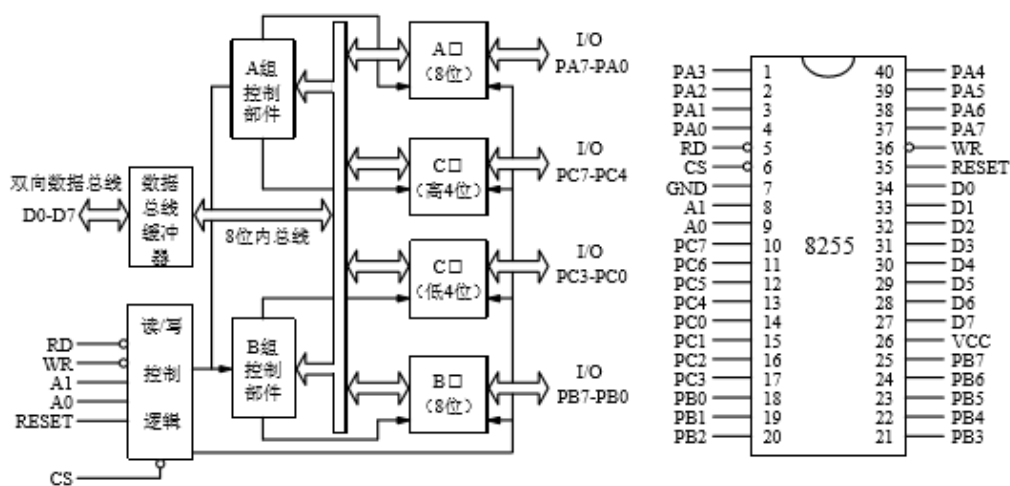 A组
控制
部件
A口
（8位）
I/O
PA7-PA0
C口
（高4位）
I/O
PC7-PC4
双向数据总线
D0-D7
数据
总线
缓冲
器
8位内总线
C口
（低4位）
I/O
PC3-PC0
读/写
控制
逻辑
RD
WR
A1
A0
RESET
CS
B组
控制
部件
B口
（8位）
I/O
PB7-PB0
PA3 1 40 PA4
PA2 2 39 PA5
PA1 3 38 PA6
PA0 4 37 PA7
RD 5 36 WR
CS 6 35 RESET
GND 7 34 D0
A1 8 33 D1
A0 9 32 D2
PC7 10 31 D3
8255
PC6 11 30 D4
PC5 12 29 D5
PC4 13 28 D6
PC0 14 27 D7
PC1 15 26 VCC
PC2 16 25 PB7
PC3 17 24 PB6
PB0 18 23 PB5
PB1 19 22 PB4
PB2 20 21 PB3